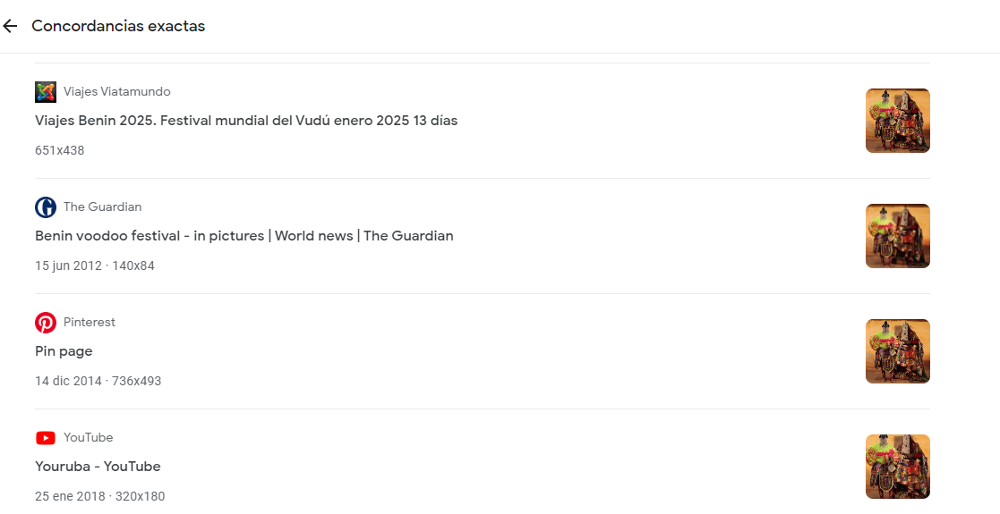 Concordancias exactas
Viajes Viatamundo
Viajes Benin 2025. Festival mundial del Vudú enero 2025 13 días
651x438
The Guardian
Benin voodoo festival - in pictures | World news | The Guardian
15 jun 2012 · 140x84
Pinterest
Pin page
14 dic 2014 · 736x493
YouTube
Youruba - YouTube
25 ene 2018 · 320x180